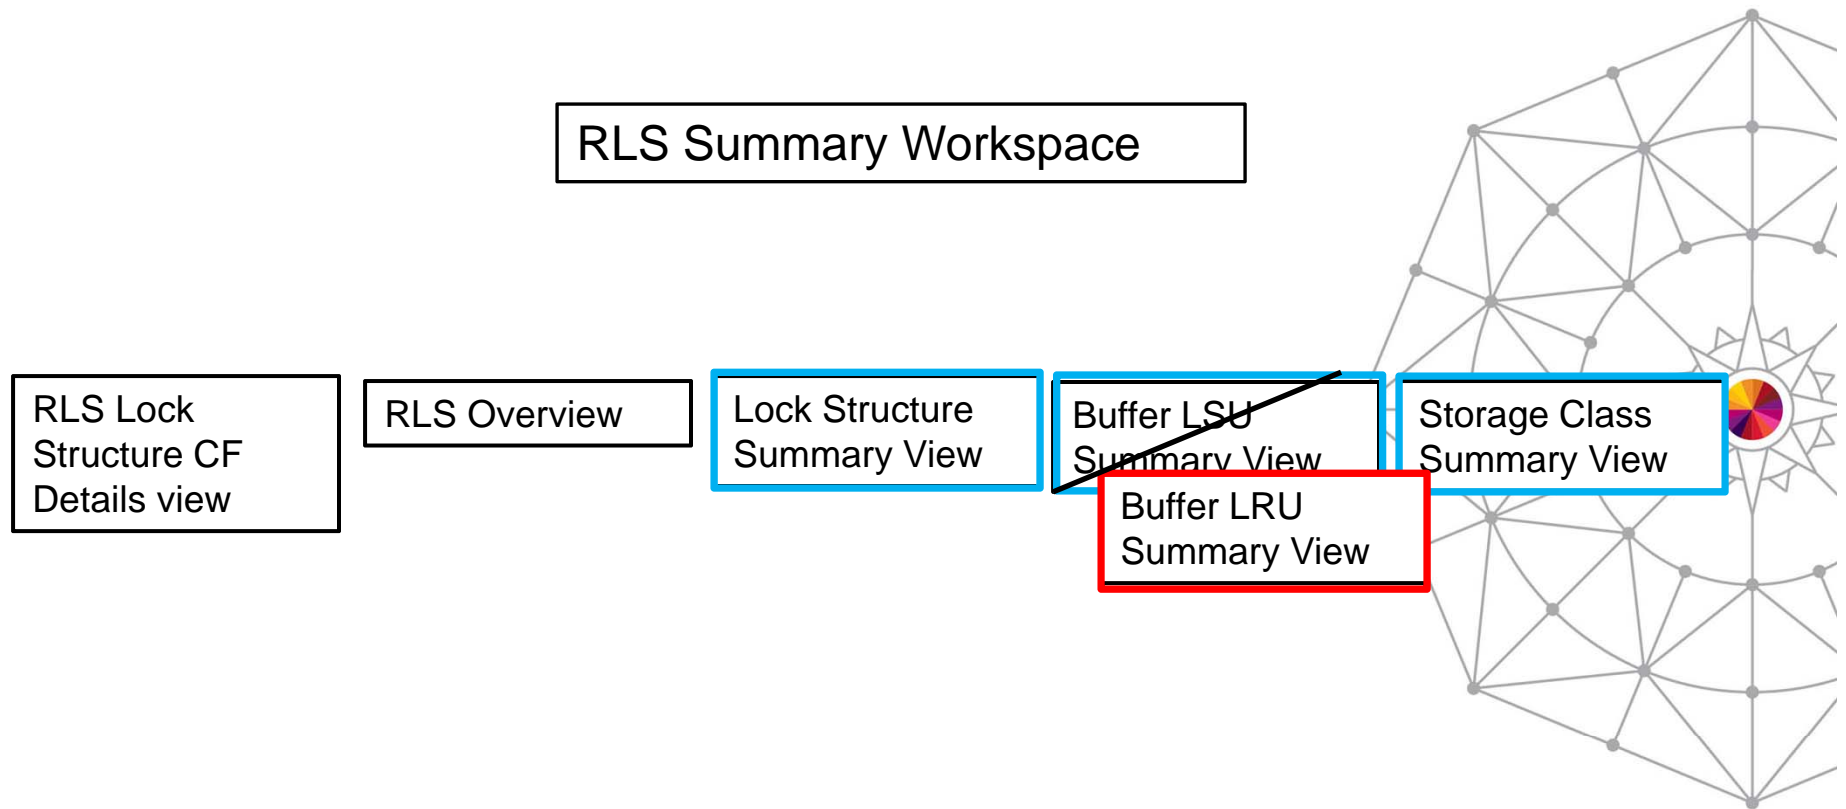 RLS Summary Workspace
RLS Lock
Structure CF
Details view
RLS Overview
Lock Structure
Summary View
Buffer LSU
Summary View
Buffer LRU
Summary View
Storage Class
Summary View